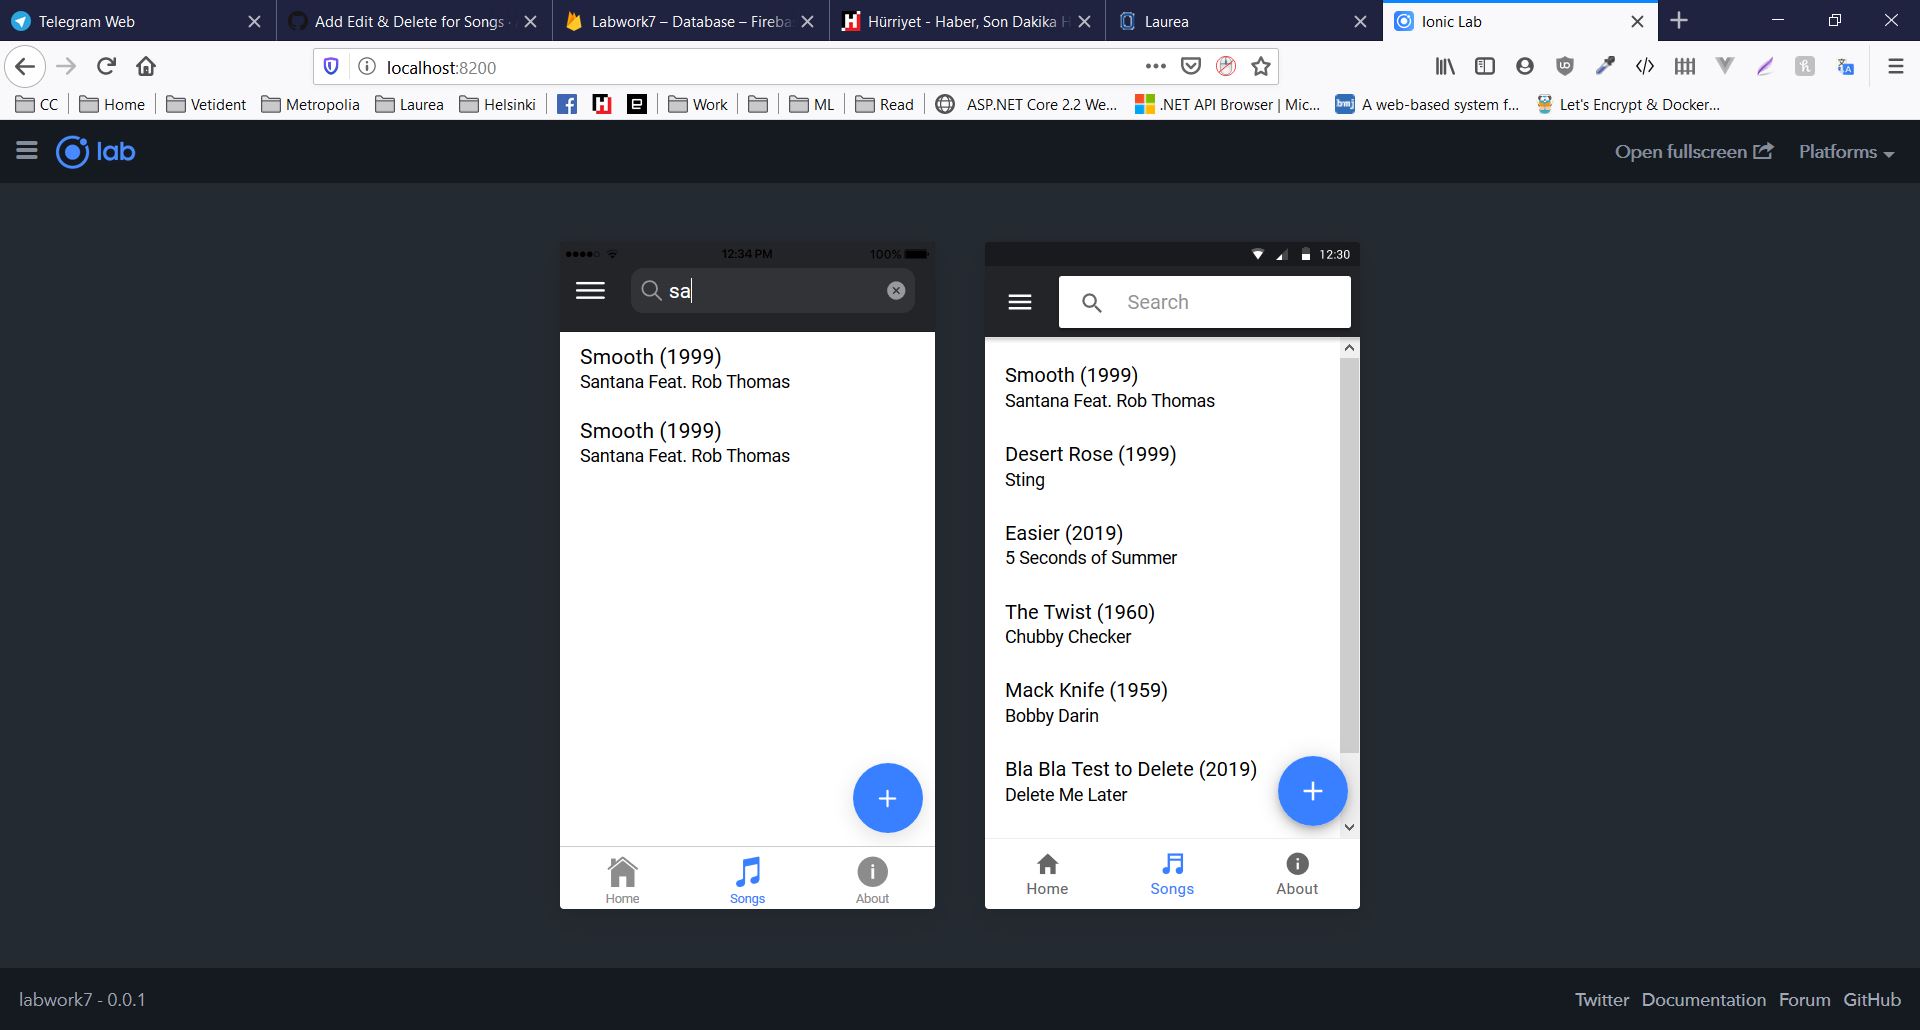 Telegram Web
Add Edit & Delete for Songs ·
Labwork7 – Database – Fireba
Hürriyet - Haber, Son Dakika H
Laurea
Ionic Lab
localhost:8200
CC
Home
Vetident
Metropolia
Laurea
Helsinki
Work
ML
Read
ASP.NET Core 2.2 We...
.NET API Browser | Mic...
A web-based system f...
Let's Encrypt & Docker...
lab
Open fullscreen
Platforms
12:34 PM
100%
sa
Smooth (1999)
Santana Feat. Rob Thomas
Smooth (1999)
Santana Feat. Rob Thomas
Home
Songs
About
12:30
Search
Smooth (1999)
Santana Feat. Rob Thomas
Desert Rose (1999)
Sting
Easier (2019)
5 Seconds of Summer
The Twist (1960)
Chubby Checker
Mack Knife (1959)
Bobby Darin
Bla Bla Test to Delete (2019)
Delete Me Later
Home
Songs
About
labwork7 - 0.0.1
Twitter Documentation Forum GitHub